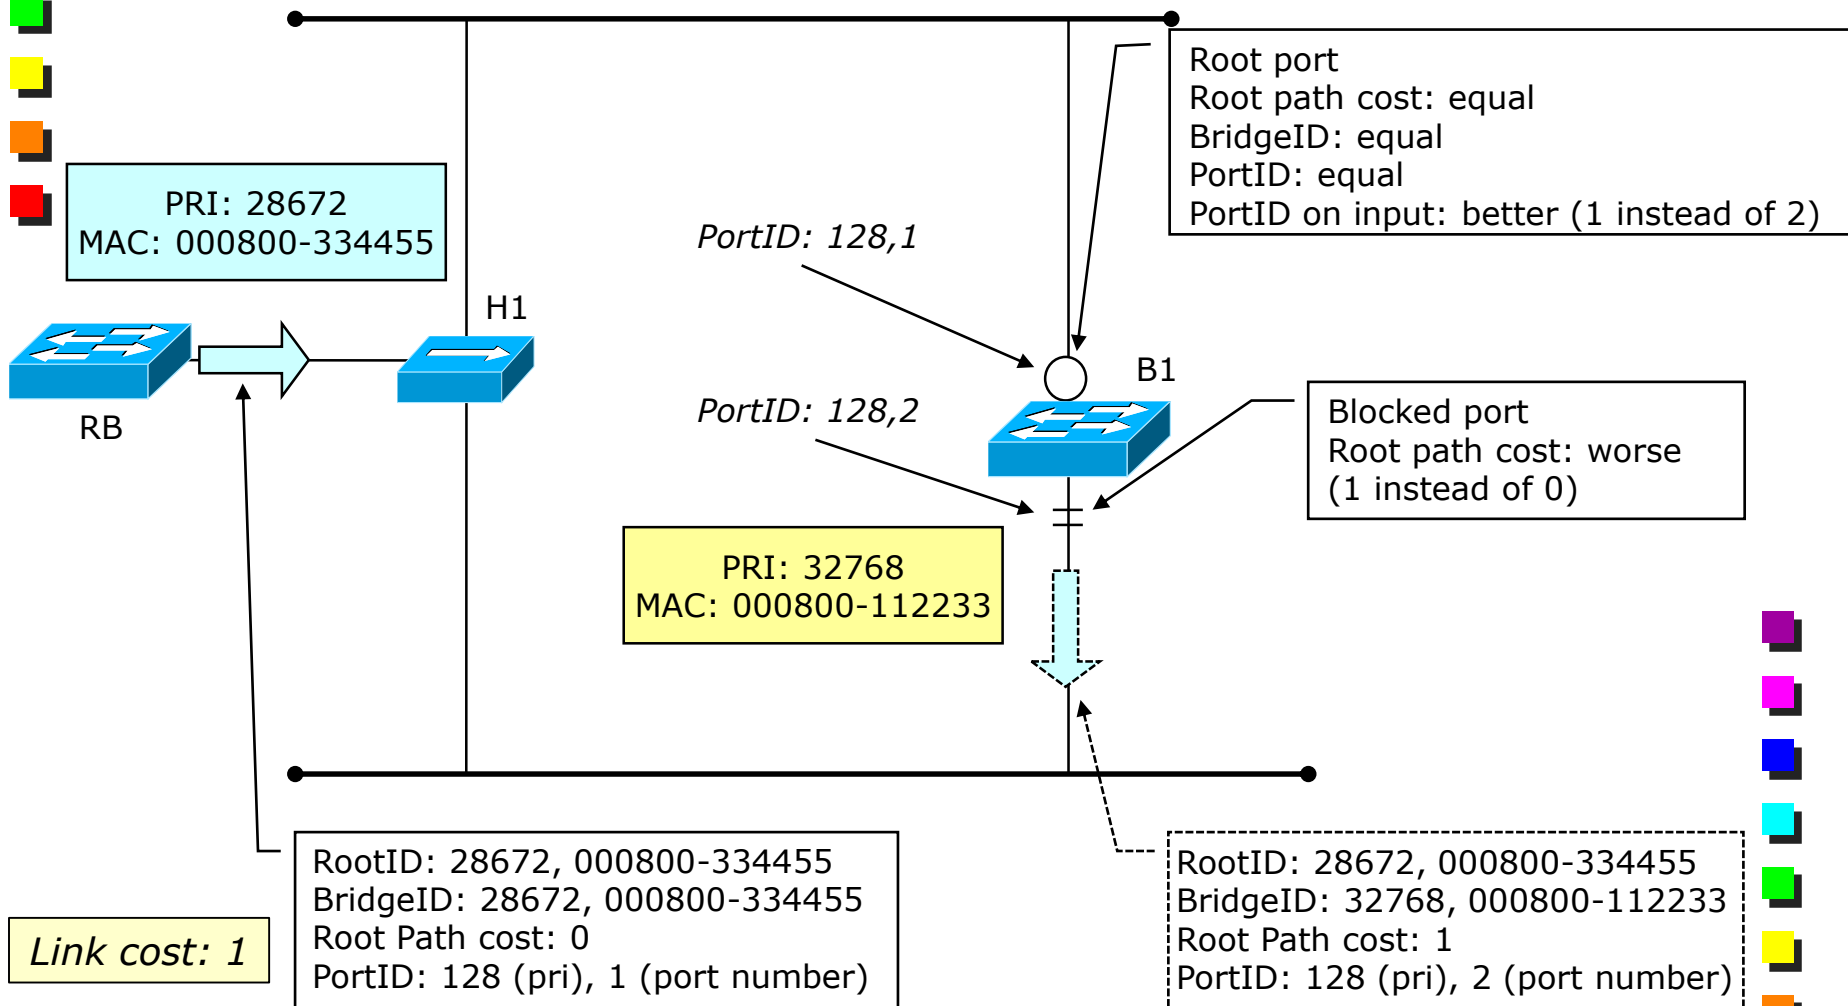 Root port
Root path cost: equal
BridgeID: equal
PortID: equal
PortID on input: better (1 instead of 2)
PRI: 28672
MAC: 000800-334455
PortID: 128,1
H1
RB
B1
PortID: 128,2
Blocked port
Root path cost: worse
(1 instead of 0)
PRI: 32768
MAC: 000800-112233
RootID: 28672, 000800-334455
BridgeID: 28672, 000800-334455
Root Path cost: 0
PortID: 128 (pri), 1 (port number)
RootID: 28672, 000800-334455
BridgeID: 32768, 000800-112233
Root Path cost: 1
PortID: 128 (pri), 2 (port number)
Link cost: 1